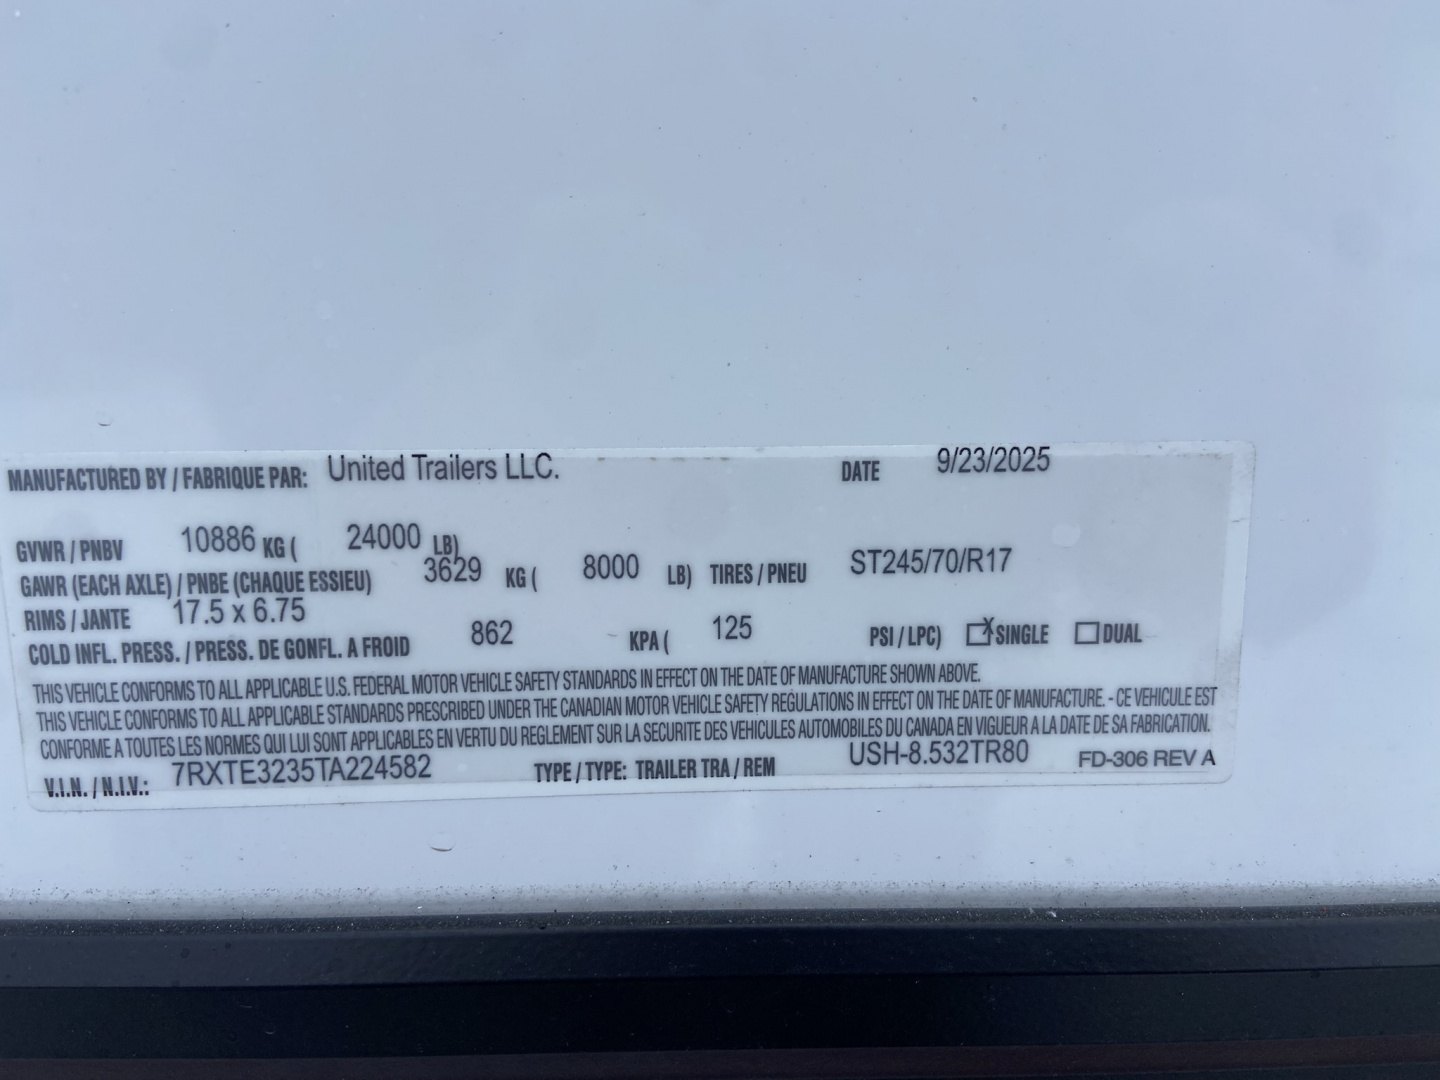 MANUFACTURED BY / FABRIQUE PAR: United Trailers LLC. DATE 9/23/2025
GVWR / PNBV 10886 KG ( 24000 LB)
GAWR (EACH AXLE) / PNBE (CHAQUE ESSIEU) 3629 KG ( 8000 LB) TIRES / PNEU ST245/70/R17
RIMS / JANTE 17.5 x 6.75
COLD INFL. PRESS. / PRESS. DE GONFL. A FROID 862 KPA ( 125 PSI / LPC) X SINGLE DUAL
THIS VEHICLE CONFORMS TO ALL APPLICABLE U.S. FEDERAL MOTOR VEHICLE SAFETY STANDARDS IN EFFECT ON THE DATE OF MANUFACTURE SHOWN ABOVE.
THIS VEHICLE CONFORMS TO ALL APPLICABLE STANDARDS PRESCRIBED UNDER THE CANADIAN MOTOR VEHICLE SAFETY REGULATIONS IN EFFECT ON THE DATE OF MANUFACTURE. - CE VEHICULE EST
CONFORME A TOUTES LES NORMES QUI LUI SONT APPLICABLES EN VERTU DU REGLEMENT SUR LA SECURITE DES VEHICULES AUTOMOBILES DU CANADA EN VIGUEUR A LA DATE DE SA FABRICATION.
V.I.N. / N.I.V.: 7RXTE3235TA224582 TYPE / TYPE: TRAILER TRA / REM USH-8.532TR80 FD-306 REV A